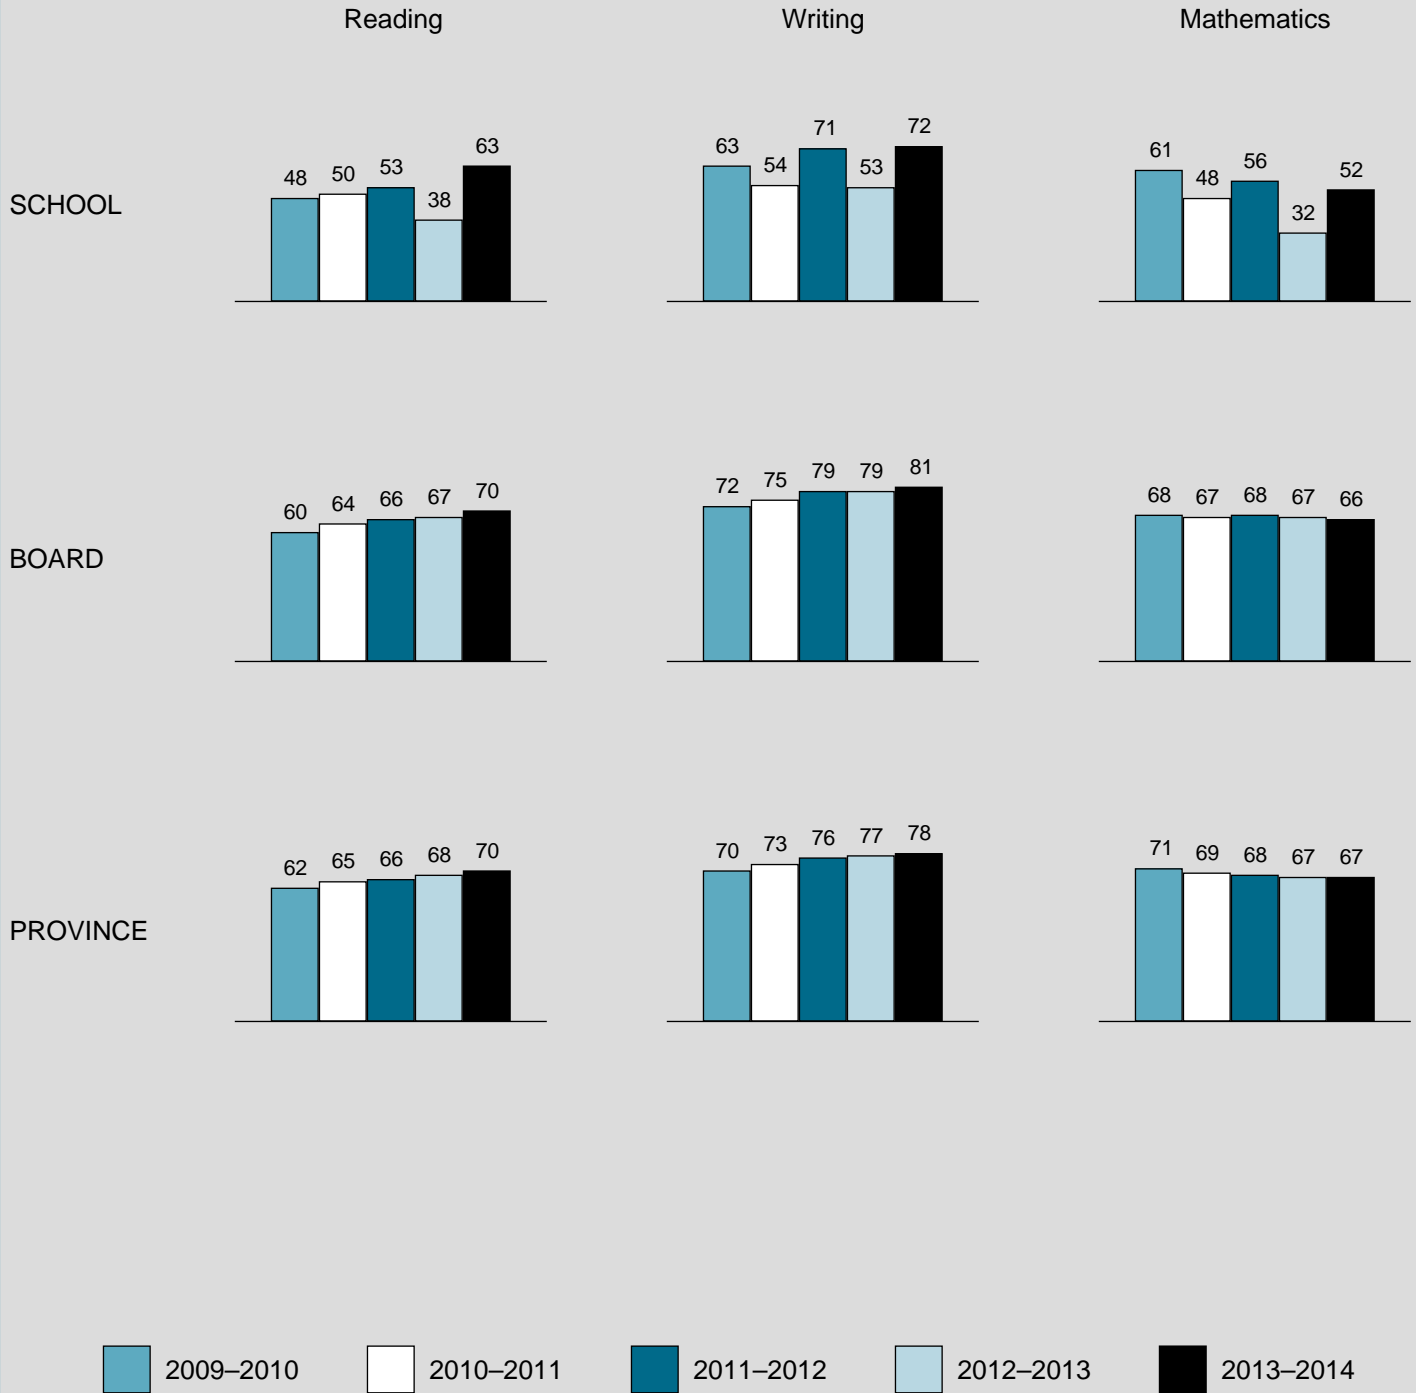 Reading Writing Mathematics
SCHOOL
48 50 53 38 63
63 54 71 53 72
61 48 56 32 52
BOARD
60 64 66 67 70
72 75 79 79 81
68 67 68 67 66
PROVINCE
62 65 66 68 70
70 73 76 77 78
71 69 68 67 67
2009–2010 2010–2011 2011–2012 2012–2013 2013–2014